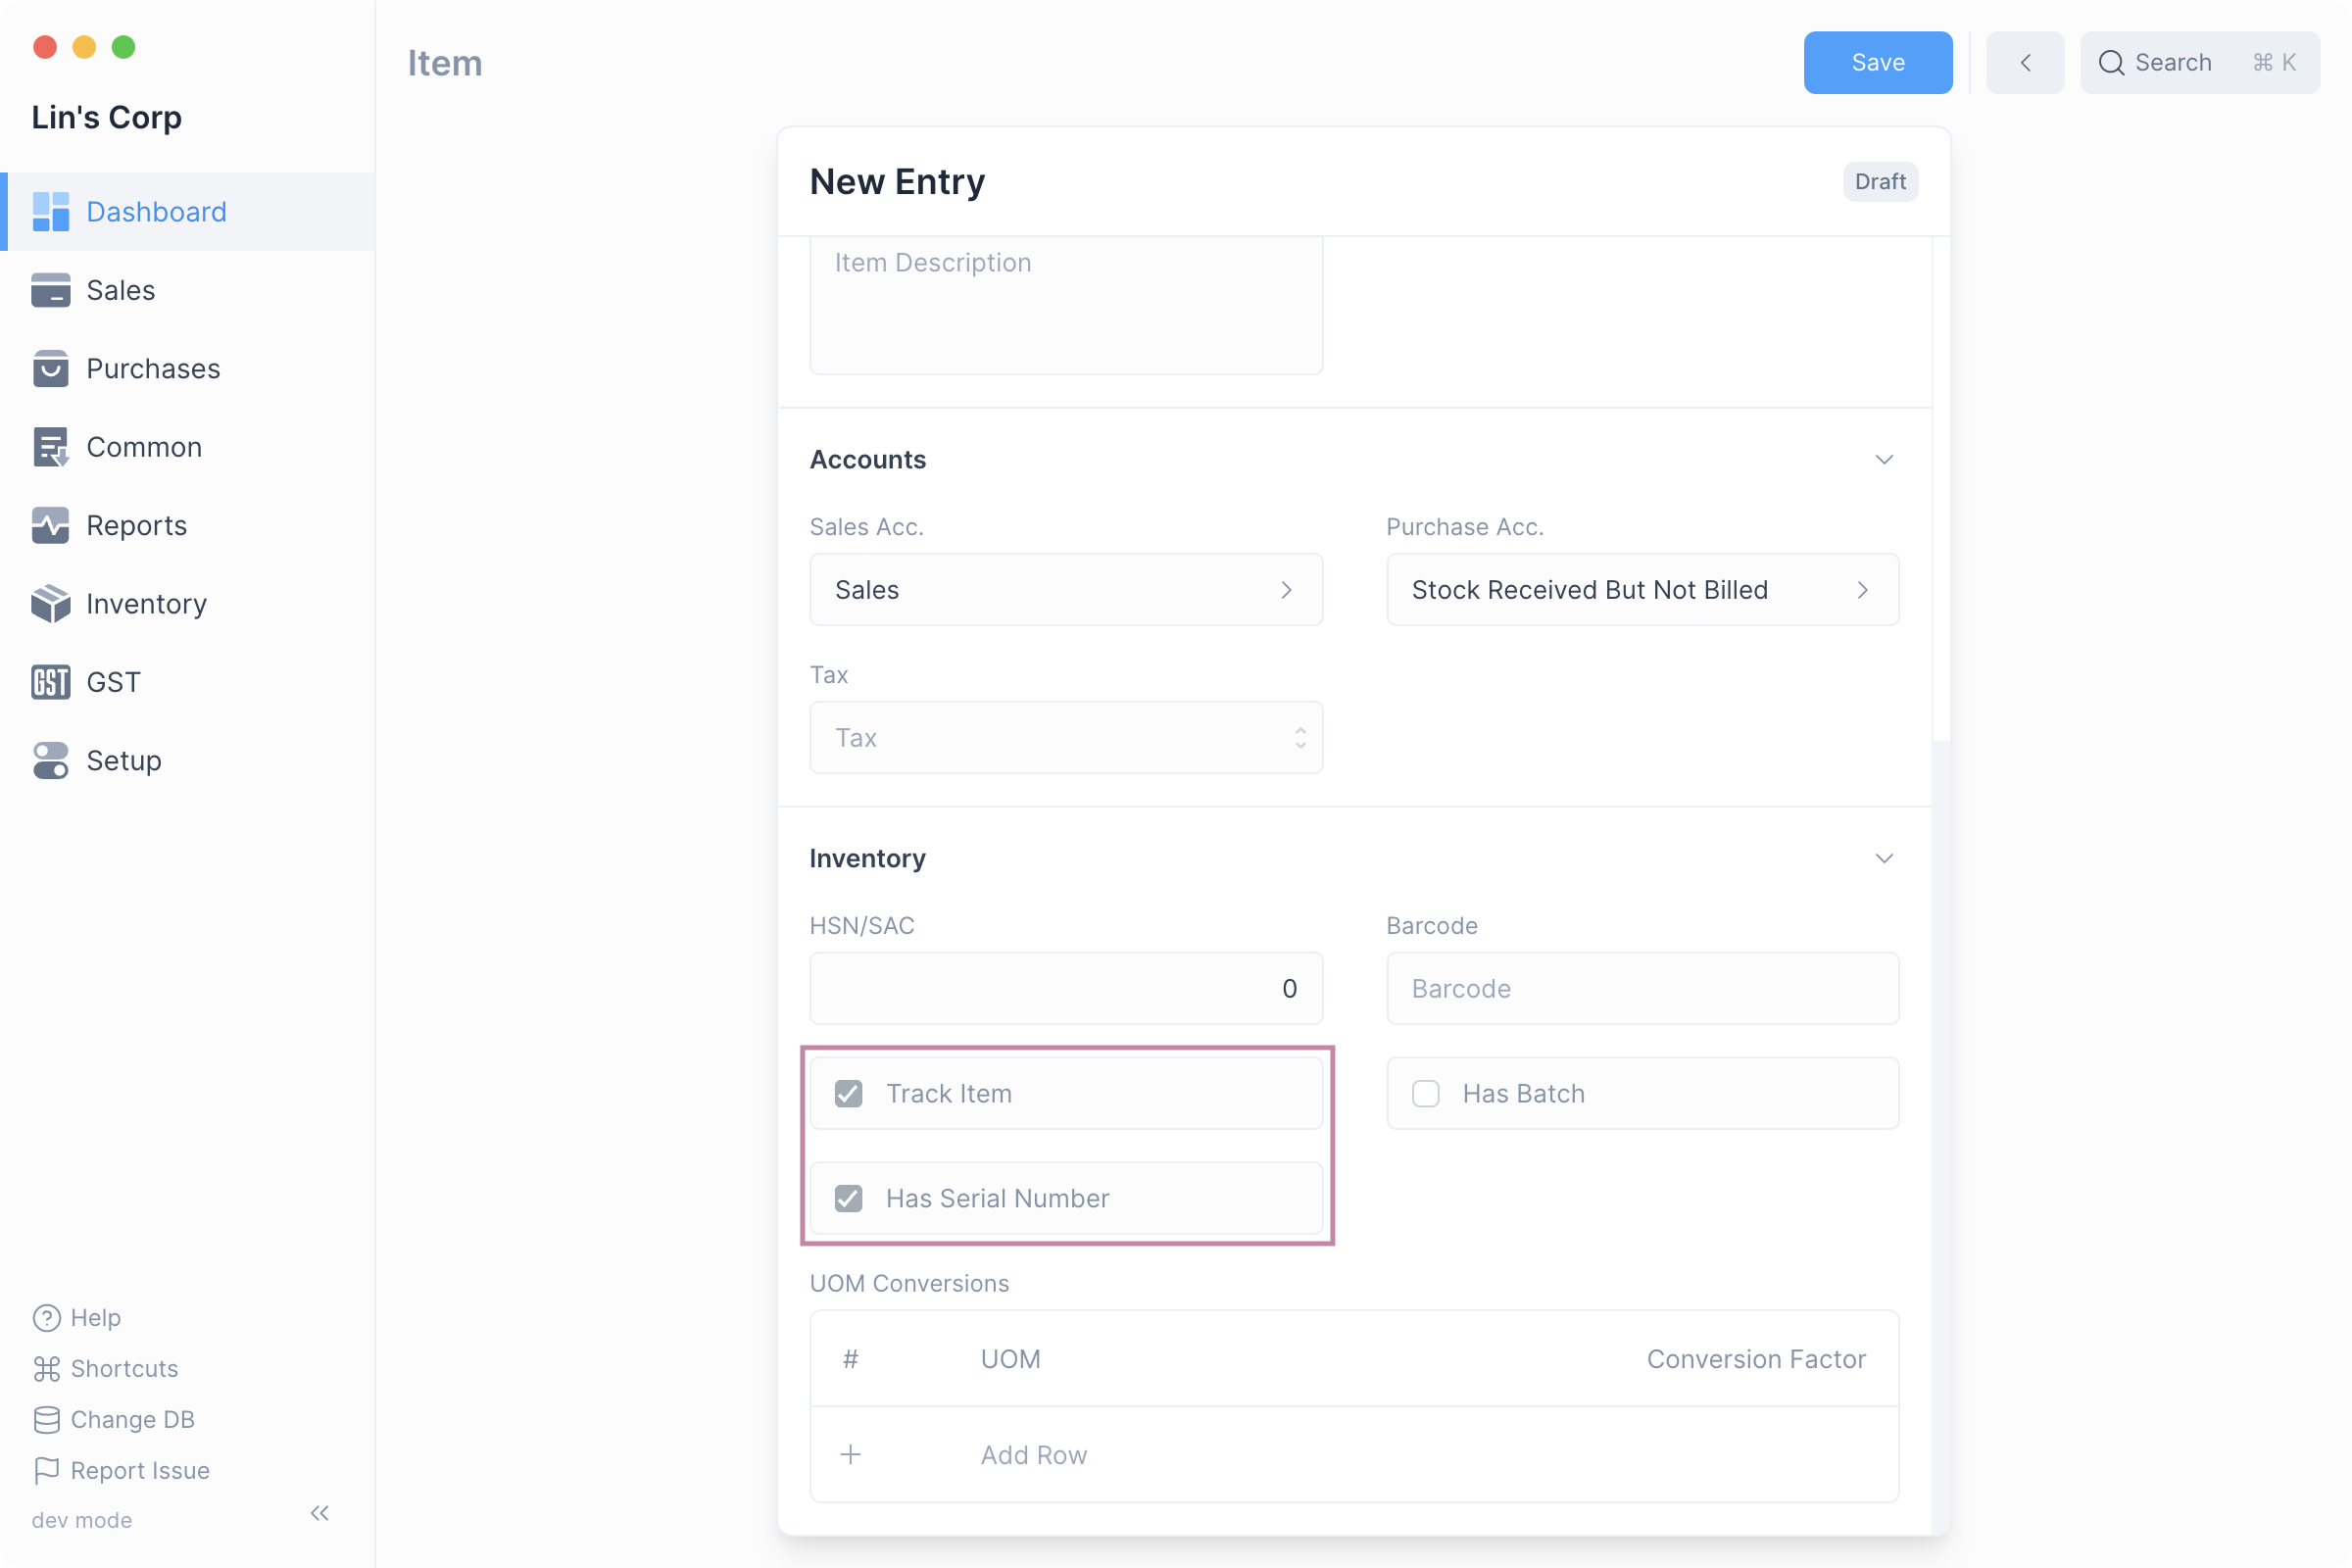 Lin's Corp
Dashboard
Sales
Purchases
Common
Reports
Inventory
GST GST
Setup
Help
Shortcuts
Change DB
Report Issue
dev mode
Item
Save
Search ⌘ K
New Entry
Draft
Item Description
Accounts
Sales Acc.
Purchase Acc.
Sales
Stock Received But Not Billed
Tax
Tax
Inventory
HSN/SAC
Barcode
0
Barcode
Track Item
Has Batch
Has Serial Number
UOM Conversions
# UOM Conversion Factor
+ Add Row